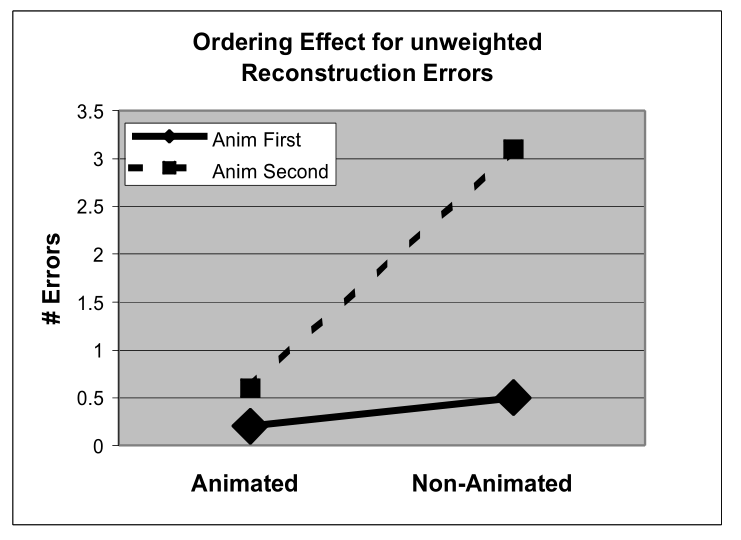 Ordering Effect for unweighted
Reconstruction Errors
3.5
3
2.5
2
1.5
1
0.5
0
# Errors
Anim First
Anim Second
Animated
Non-Animated